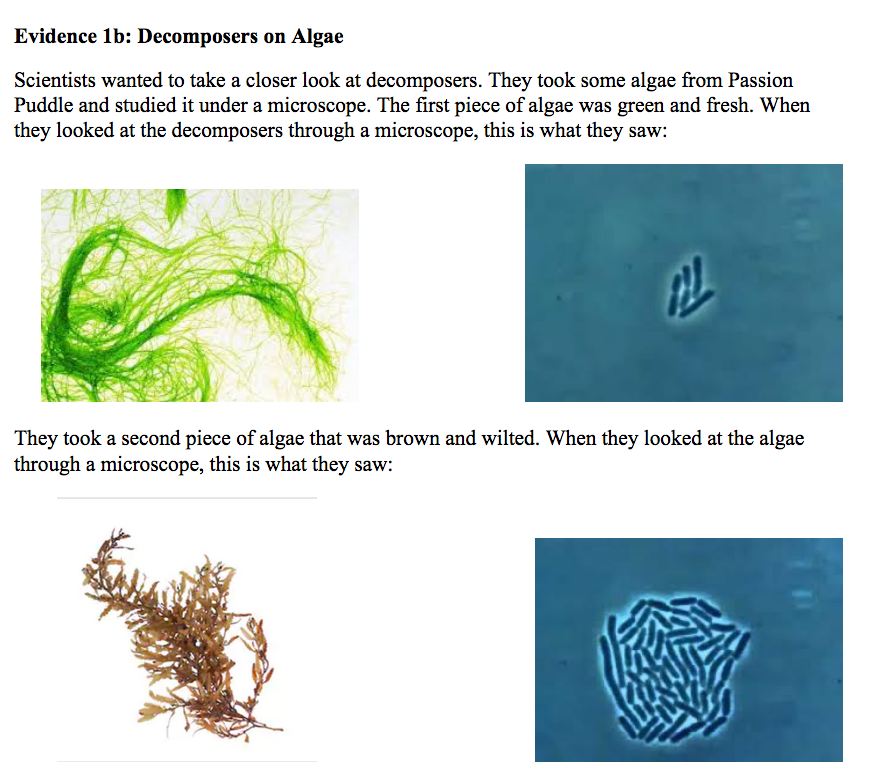 Evidence 1b: Decomposers on Algae
Scientists wanted to take a closer look at decomposers. They took some algae from Passion
Puddle and studied it under a microscope. The first piece of algae was green and fresh. When
they looked at the decomposers through a microscope, this is what they saw:
They took a second piece of algae that was brown and wilted. When they looked at the algae
through a microscope, this is what they saw: